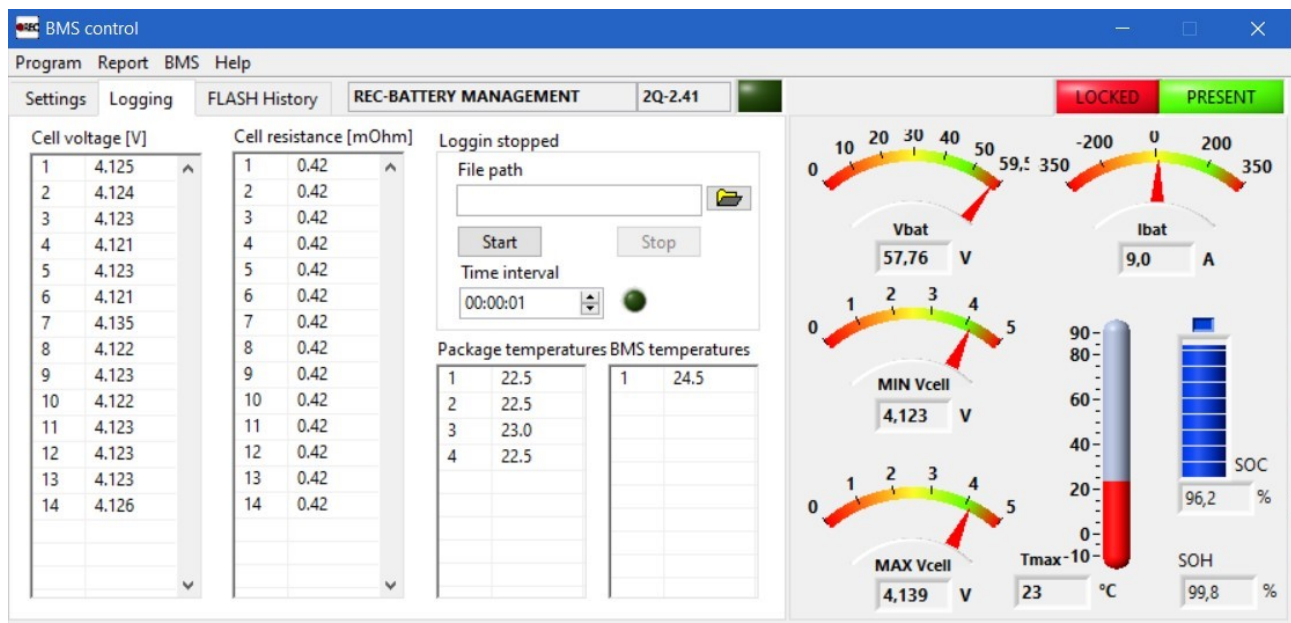 REC BMS control
Program Report BMS Help
Settings Logging FLASH History REC-BATTERY MANAGEMENT 2Q-2.41 LOCKED PRESENT
Cell voltage [V]
1 4.125
2 4.124
3 4.123
4 4.121
5 4.123
6 4.121
7 4.135
8 4.122
9 4.123
10 4.122
11 4.123
12 4.123
13 4.123
14 4.126
Cell resistance [mOhm]
1 0.42
2 0.42
3 0.42
4 0.42
5 0.42
6 0.42
7 0.42
8 0.42
9 0.42
10 0.42
11 0.42
12 0.42
13 0.42
14 0.42
Loggin stopped
File path
Start Stop
Time interval
00:00:01
Package temperatures
1 22.5
2 22.5
3 23.0
4 22.5
BMS temperatures
1 24.5
0 10 20 30 40 50 59,5
Vbat
57,76 V
350 -200 0 200 350
Ibat
9,0 A
0 1 2 3 4 5
MIN Vcell
4,123 V
0 1 2 3 4 5
MAX Vcell
4,139 V
90
80
60
40
20
0
-10
Tmax
23 °C
SOC
96,2 %
SOH
99,8 %